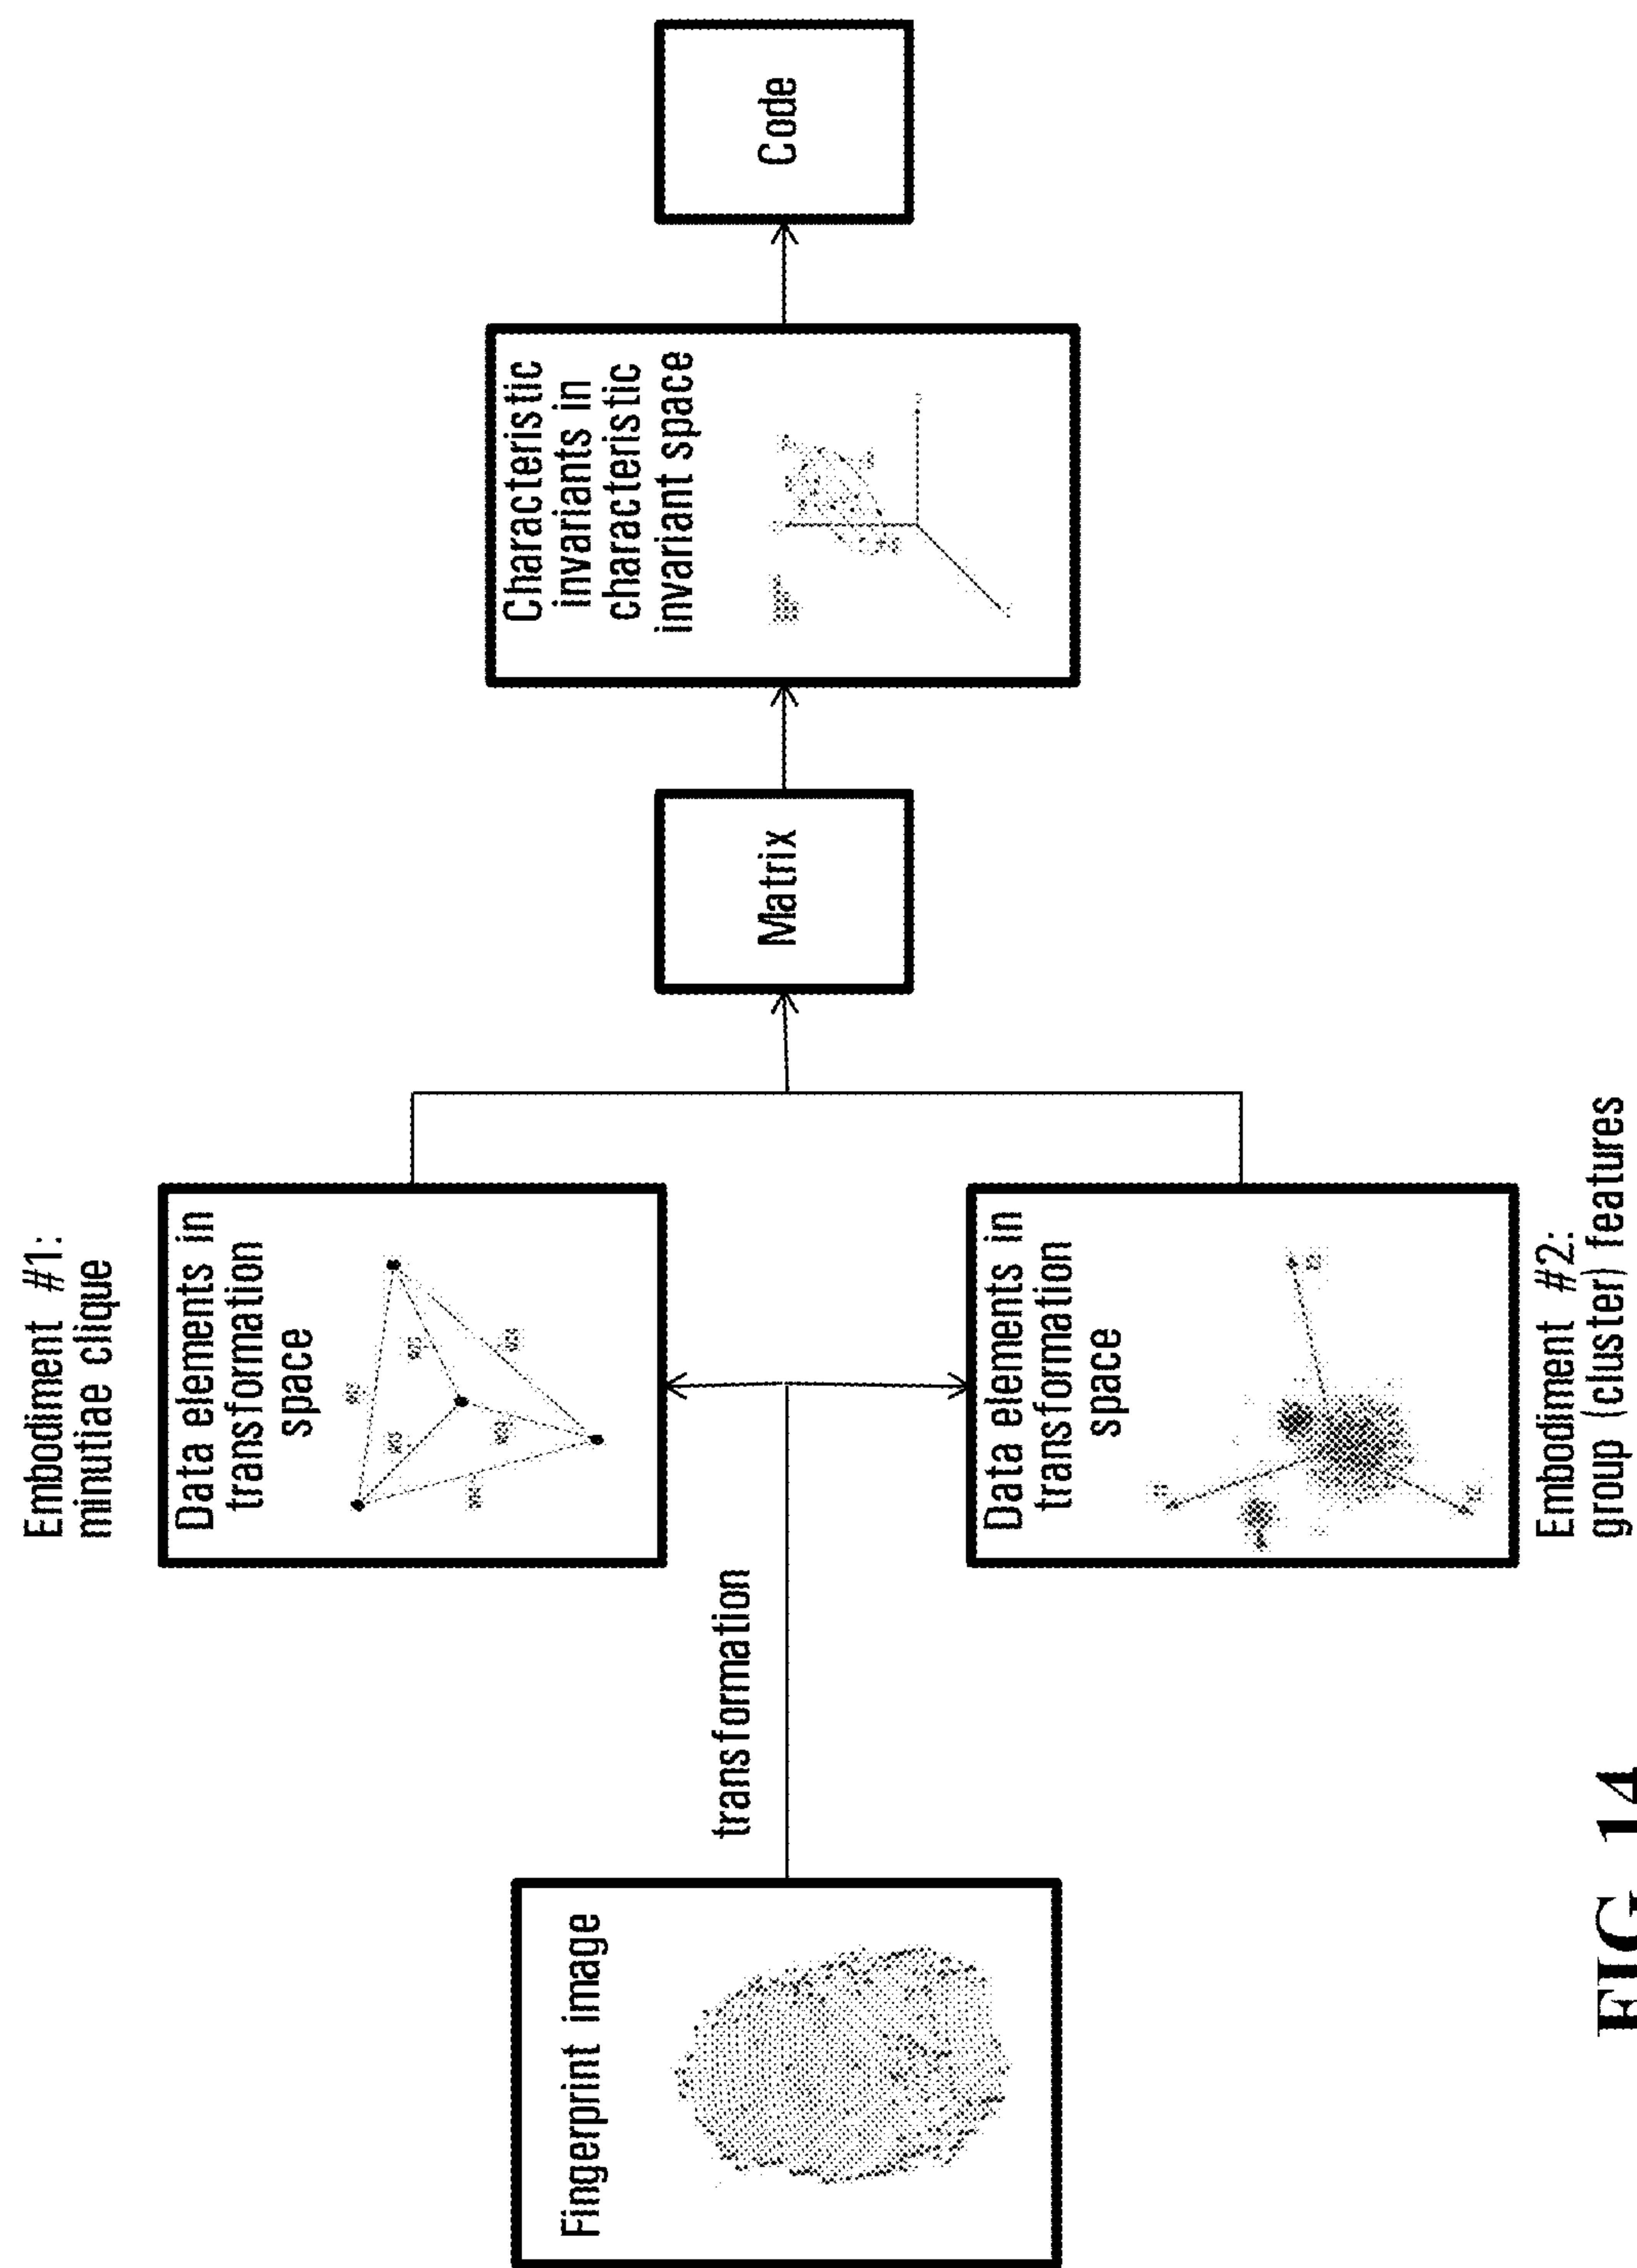 Fingerprint image
transformation
Embodiment #1:
minutiae clique
Data elements in
transformation
space
Data elements in
transformation
space
Embodiment #2:
group (cluster) features
Matrix
Characteristic
invariants in
characteristic
invariant space
Code
FIG 14